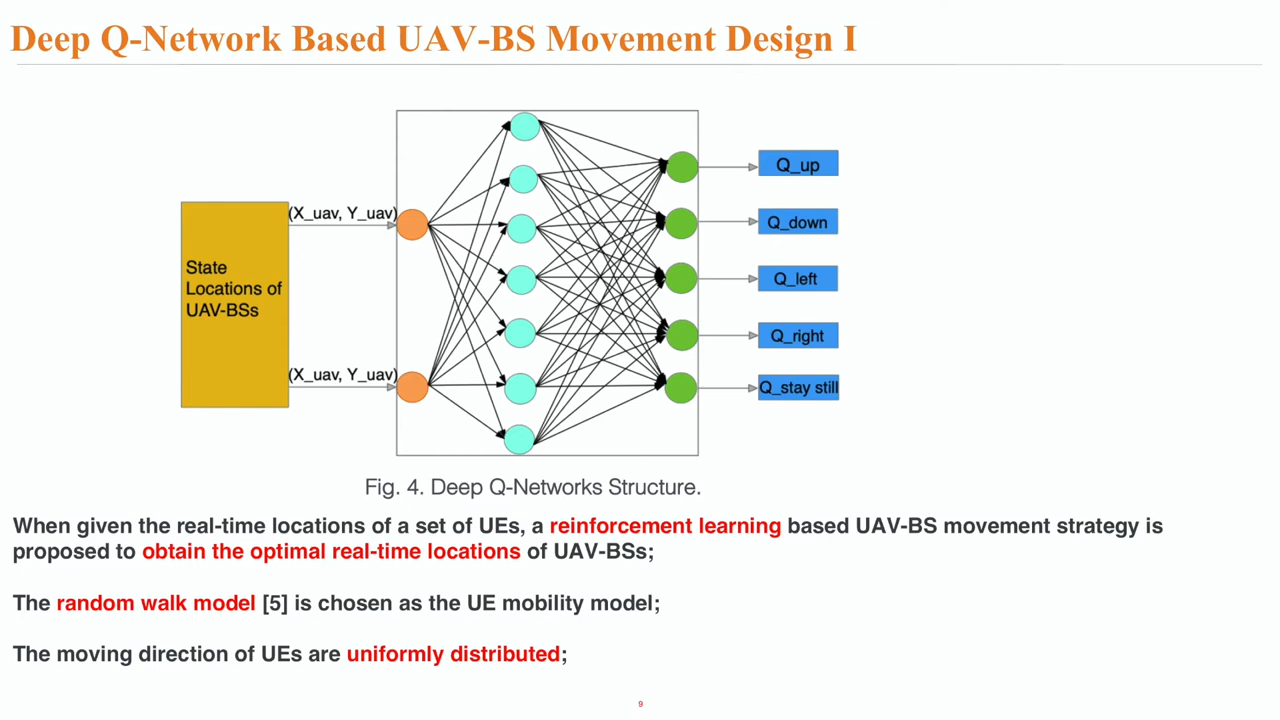 Deep Q-Network Based UAV-BS Movement Design I
(X_uav, Y_uav)
State
Locations of
UAV-BSs
(X_uav, Y_uav)
Q_up
Q_down
Q_left
Q_right
Q_stay still
Fig. 4. Deep Q-Networks Structure.
When given the real-time locations of a set of UEs, a reinforcement learning based UAV-BS movement strategy is
proposed to obtain the optimal real-time locations of UAV-BSs;
The random walk model [5] is chosen as the UE mobility model;
The moving direction of UEs are uniformly distributed;
9